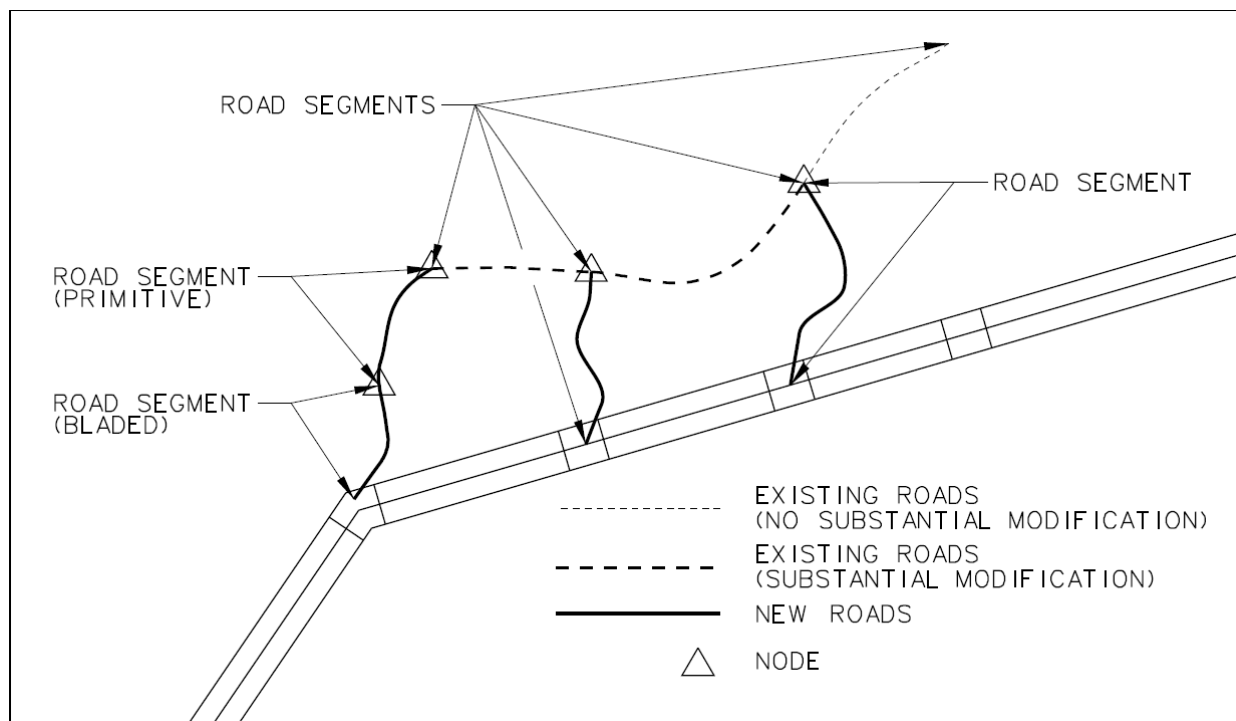 ROAD SEGMENTS
ROAD SEGMENT
ROAD SEGMENT
(PRIMITIVE)
ROAD SEGMENT
(BLADED)
EXISTING ROADS
(NO SUBSTANTIAL MODIFICATION)
EXISTING ROADS
(SUBSTANTIAL MODIFICATION)
NEW ROADS
NODE